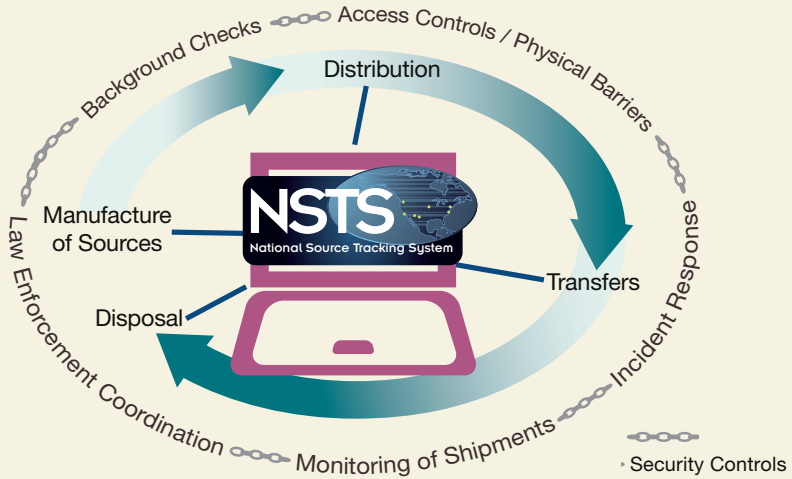 Background Checks
Access Controls / Physical Barriers
Distribution
NSTS
National Source Tracking System
Manufacture
of Sources
Transfers
Disposal
Incident Response
Law Enforcement Coordination
Monitoring of Shipments
Security Controls